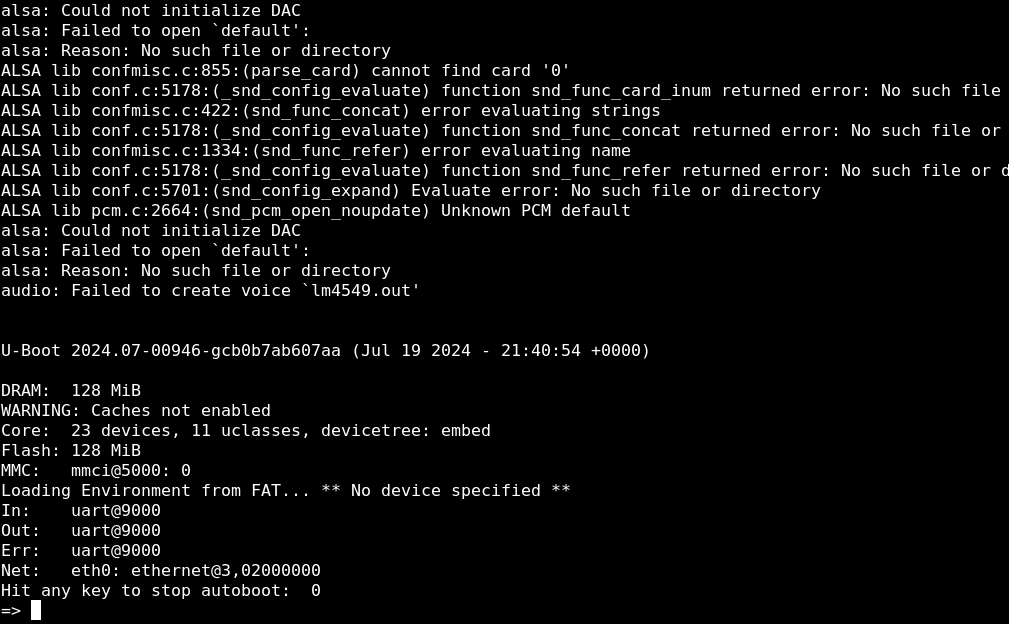 alsa: Could not initialize DAC
alsa: Failed to open `default':
alsa: Reason: No such file or directory
ALSA lib confmisc.c:855:(parse_card) cannot find card '0'
ALSA lib conf.c:5178:(_snd_config_evaluate) function snd_func_card_inum returned error: No such file
ALSA lib confmisc.c:422:(snd_func_concat) error evaluating strings
ALSA lib conf.c:5178:(_snd_config_evaluate) function snd_func_concat returned error: No such file or
ALSA lib confmisc.c:1334:(snd_func_refer) error evaluating name
ALSA lib conf.c:5178:(_snd_config_evaluate) function snd_func_refer returned error: No such file or d
ALSA lib conf.c:5701:(snd_config_expand) Evaluate error: No such file or directory
ALSA lib pcm.c:2664:(snd_pcm_open_noupdate) Unknown PCM default
alsa: Could not initialize DAC
alsa: Failed to open `default':
alsa: Reason: No such file or directory
audio: Failed to create voice `lm4549.out'
U-Boot 2024.07-00946-gcb0b7ab607aa (Jul 19 2024 - 21:40:54 +0000)
DRAM:  128 MiB
WARNING: Caches not enabled
Core:  23 devices, 11 uclasses, devicetree: embed
Flash: 128 MiB
MMC:   mmci@5000: 0
Loading Environment from FAT... ** No device specified **
In:    uart@9000
Out:   uart@9000
Err:   uart@9000
Net:   eth0: ethernet@3,02000000
Hit any key to stop autoboot:  0
=>